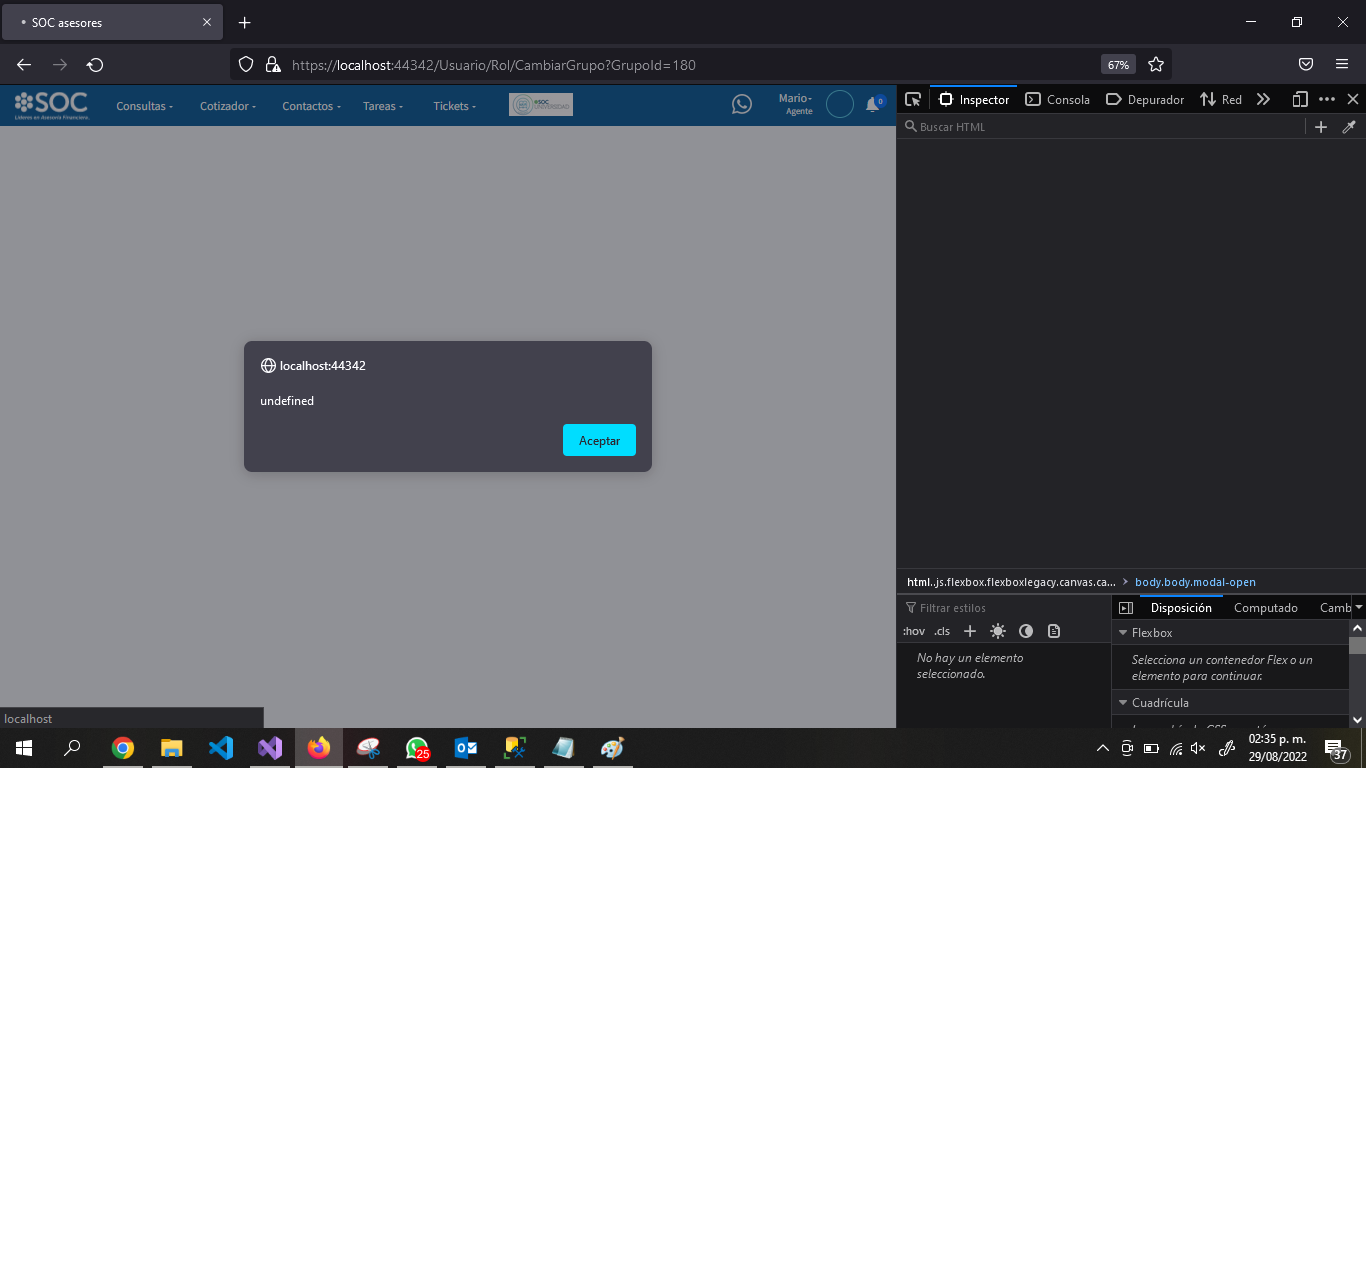 SOC asesores
https://localhost:44342/Usuario/Rol/CambiarGrupo?GrupoId=180
67%
SOC
Líderes en Asesoría Financiera.
Consultas
Cotizador
Contactos
Tareas
Tickets
eSOC
UNIVERSIDAD
Mario-
Agente
0
Inspector
Consola
Depurador
Red
Buscar HTML
localhost:44342
undefined
Aceptar
html..js.flexbox.flexboxlegacy.canvas.ca...
body.body.modal-open
Filtrar estilos
:hov .cls
No hay un elemento
seleccionado.
Disposición
Computado
Camb
Flexbox
Selecciona un contenedor Flex o un
elemento para continuar.
Cuadrícula
localhost
25
02:35 p. m.
29/08/2022
37